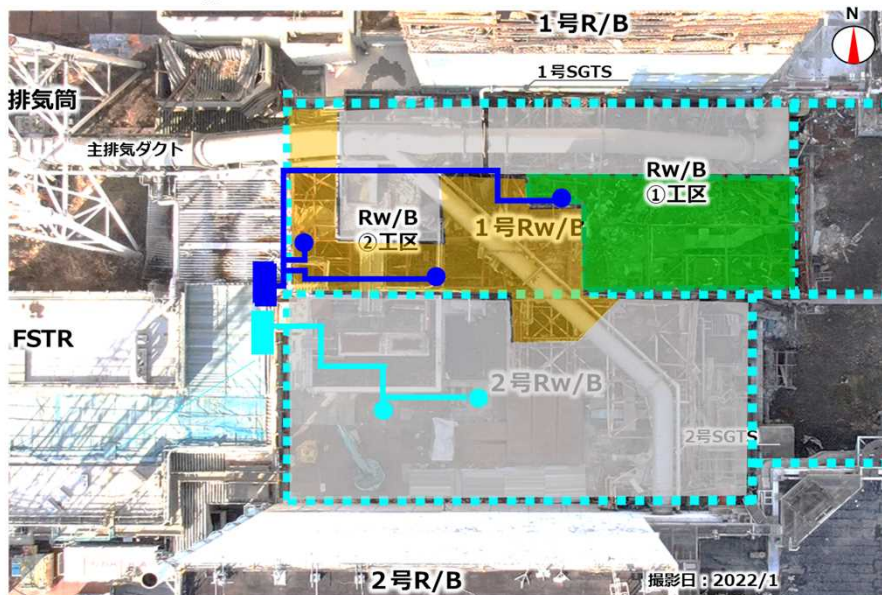 1号R/B
N
1号SGTS
排気筒
主排気ダクト
Rw/B
①工区
Rw/B
②工区
1号Rw/B
FSTR
2号Rw/B
2号SGTS
2号R/B
撮影日：2022/1